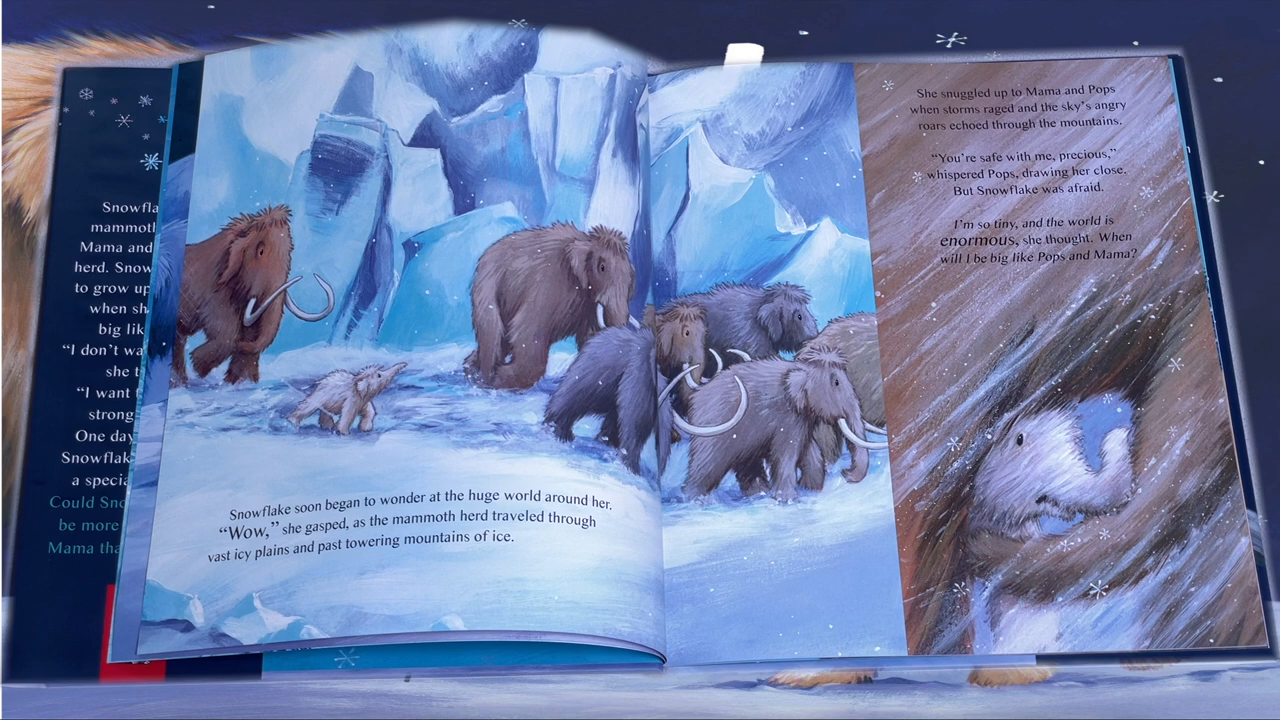 Snowfla
mammoth
Mama and
herd. Snow
to grow up
when sh
big lik
"I don't wa
she t
"I want t
strong
One day
Snowflak
a specia
Could Sno
be more
Mama tha
Snowflake soon began to wonder at the huge world around her.
"Wow," she gasped, as the mammoth herd traveled through
vast icy plains and past towering mountains of ice.
She snuggled up to Mama and Pops
when storms raged and the sky's angry
roars echoed through the mountains.
"You're safe with me, precious,"
whispered Pops, drawing her close.
But Snowflake was afraid.
I'm so tiny, and the world is
enormous, she thought. When
will I be big like Pops and Mama?